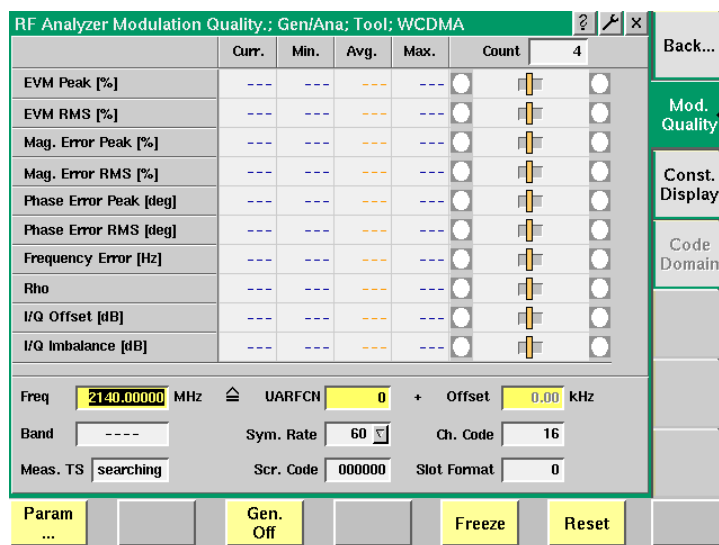 RF Analyzer Modulation Quality.; Gen/Ana; Tool; WCDMA ? x
Back...
Curr. Min. Avg. Max. Count 4
EVM Peak [%] --- --- --- ---
EVM RMS [%] --- --- --- ---
Mod. Quality
Mag. Error Peak [%] --- --- --- ---
Mag. Error RMS [%] --- --- --- ---
Const. Display
Phase Error Peak [deg] --- --- --- ---
Phase Error RMS [deg] --- --- --- ---
Code Domain
Frequency Error [Hz] --- --- --- ---
Rho --- --- --- ---
I/Q Offset [dB] --- --- --- ---
I/Q Imbalance [dB] --- --- --- ---
Freq 2140.00000 MHz ≙ UARFCN 0 + Offset 0.00 kHz
Band ---- Sym. Rate 60 Ch. Code 16
Meas. TS searching Scr. Code 000000 Slot Format 0
Param ...
Gen. Off
Freeze
Reset